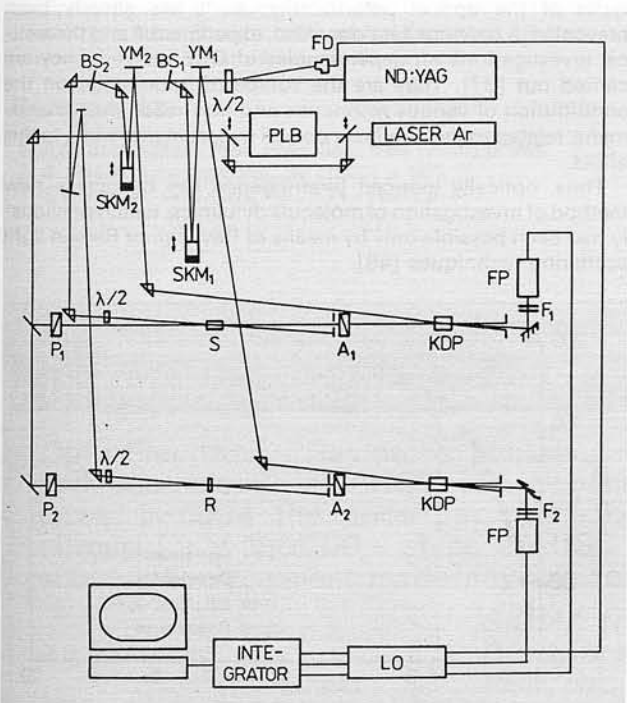 BS₂ YM₂ BS₁ YM₁ FD
ND:YAG
λ/2
PLB LASER Ar
SKM₂
SKM₁
FP
λ/2 F₁
P₁ S A₁ KDP
λ/2
P₂ R A₂ KDP F₂
FP
INTE-
GRATOR LO